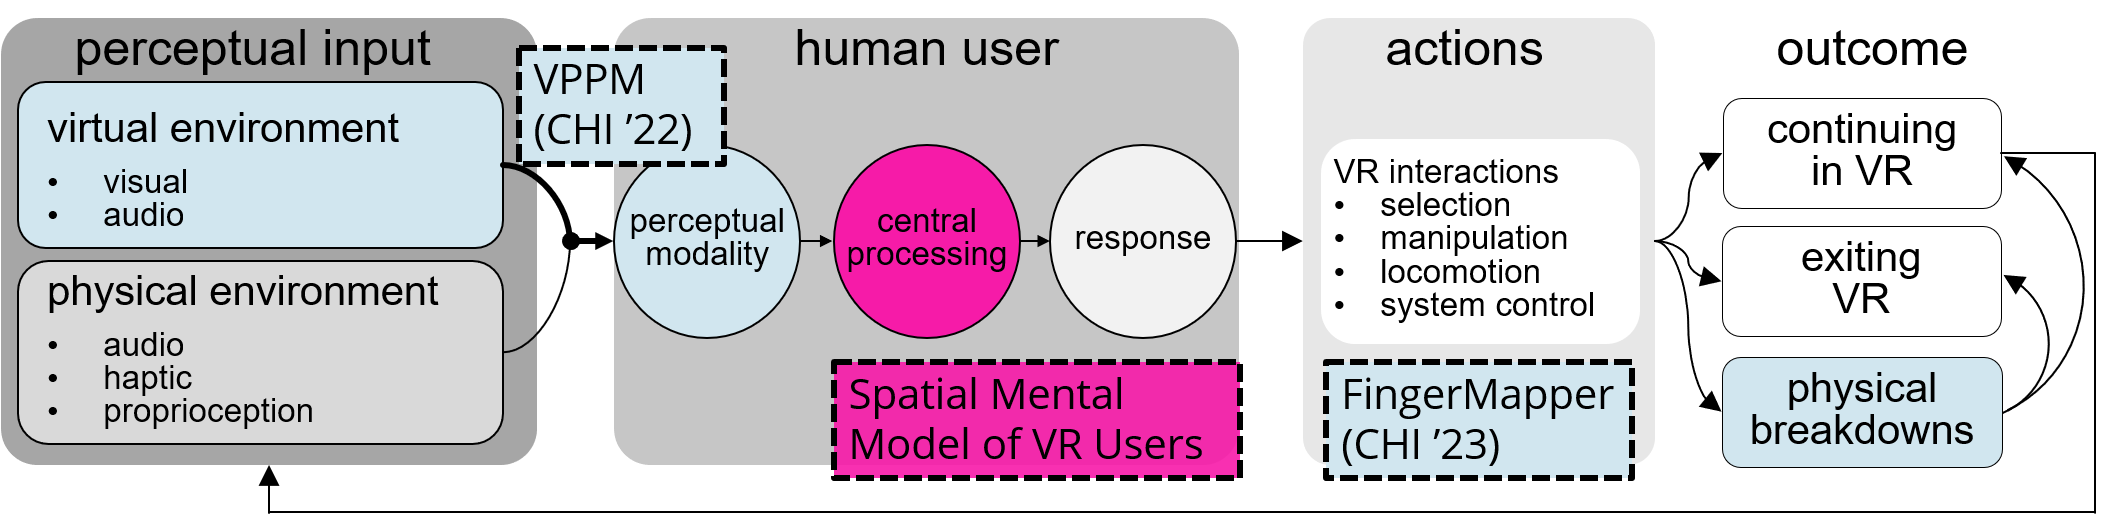 perceptual input
virtual environment
• visual
• audio
physical environment
• audio
• haptic
• proprioception
VPPM
(CHI ’22)
human user
perceptual
modality
central
processing
response
Spatial Mental
Model of VR Users
actions
VR interactions
• selection
• manipulation
• locomotion
• system control
FingerMapper
(CHI ’23)
outcome
continuing
in VR
exiting
VR
physical
breakdowns